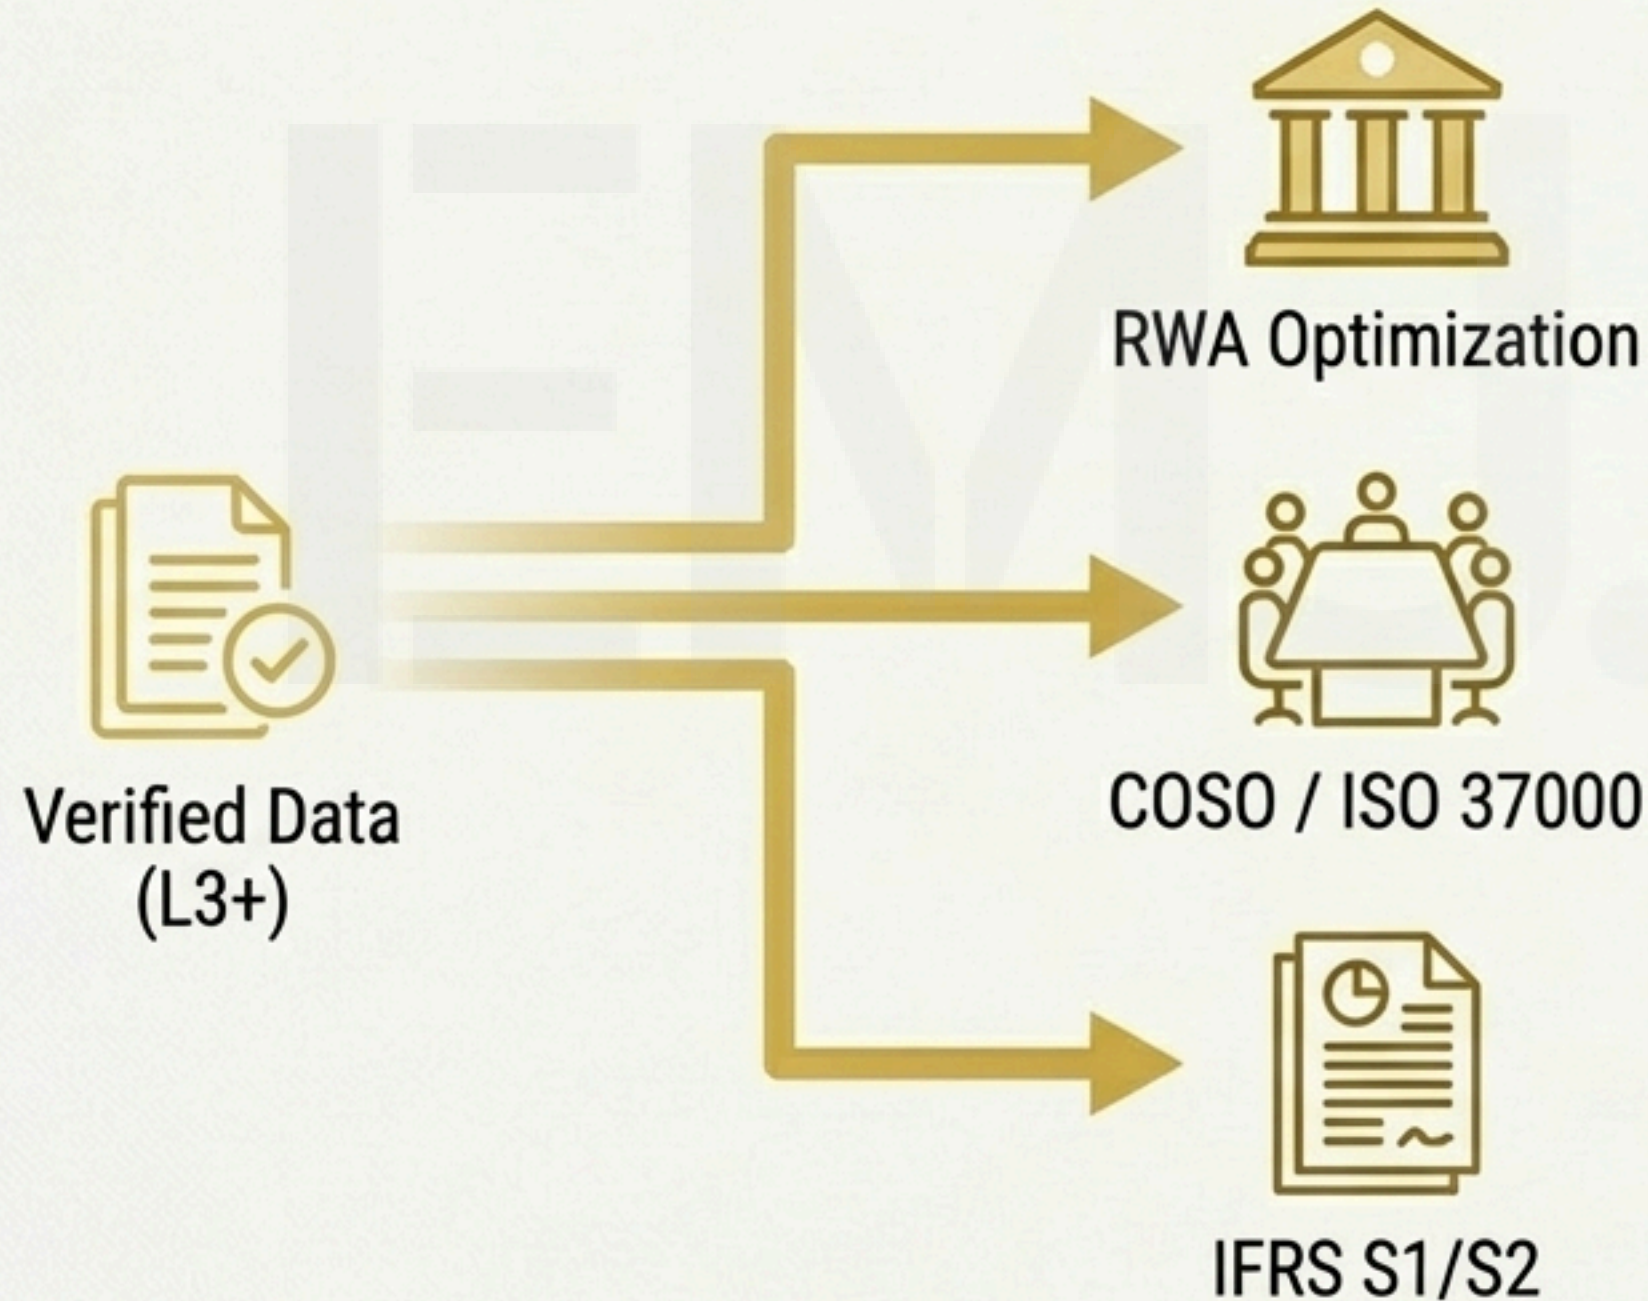 RWA Optimization
Verified Data
(L3+)
COSO / ISO 37000
IFRS S1/S2